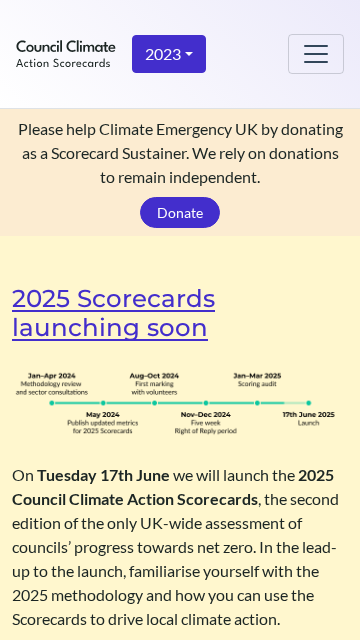 Council Climate
Action Scorecards
2023
Please help Climate Emergency UK by donating
as a Scorecard Sustainer. We rely on donations
to remain independent.
Donate
2025 Scorecards
launching soon
Jan–Apr 2024
Methodology review
and sector consultations
Aug–Oct 2024
First marking
with volunteers
Jan–Mar 2025
Scoring audit
May 2024
Publish updated metrics
for 2025 Scorecards
Nov–Dec 2024
Five week
Right of Reply period
17th June 2025
Launch
On Tuesday 17th June we will launch the 2025
Council Climate Action Scorecards, the second
edition of the only UK-wide assessment of
councils’ progress towards net zero. In the lead-
up to the launch, familiarise yourself with the
2025 methodology and how you can use the
Scorecards to drive local climate action.